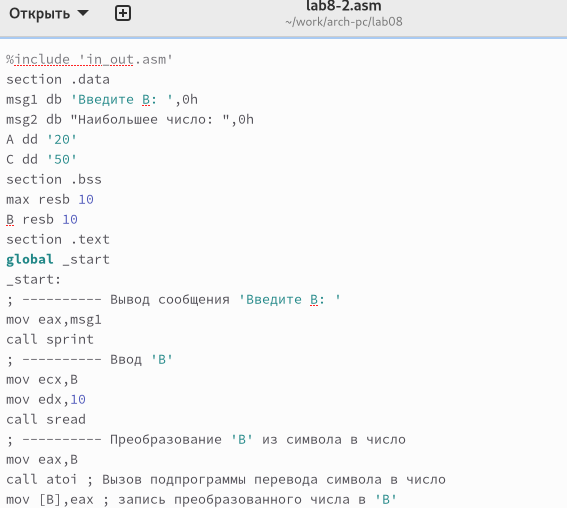 Открыть
lab8-2.asm
~/work/arch-pc/lab08
%include 'in_out.asm'
section .data
msg1 db 'Введите B: ',0h
msg2 db "Наибольшее число: ",0h
A dd '20'
C dd '50'
section .bss
max resb 10
B resb 10
section .text
global _start
_start:
; ---------- Вывод сообщения 'Введите B: '
mov eax,msg1
call sprint
; ---------- Ввод 'B'
mov ecx,B
mov edx,10
call sread
; ---------- Преобразование 'B' из символа в число
mov eax,B
call atoi ; Вызов подпрограммы перевода символа в число
mov [B],eax ; запись преобразованного числа в 'B'